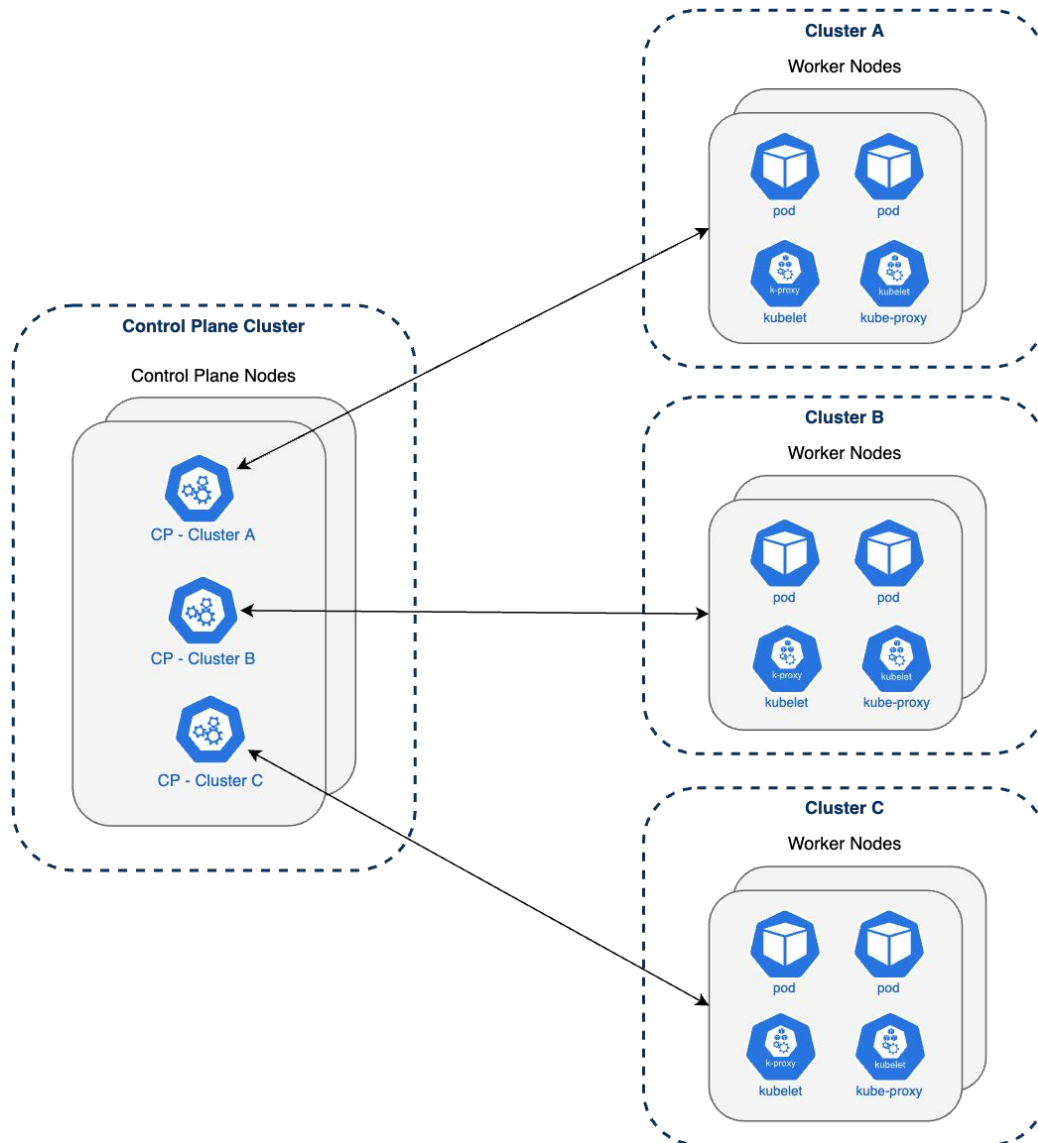 Control Plane Cluster
Control Plane Nodes
CP - Cluster A
CP - Cluster B
CP - Cluster C
Cluster A
Worker Nodes
pod pod
k-proxy kubelet
kubelet kube-proxy
Cluster B
Worker Nodes
pod pod
k-proxy kubelet
kubelet kube-proxy
Cluster C
Worker Nodes
pod pod
k-proxy kubelet
kubelet kube-proxy